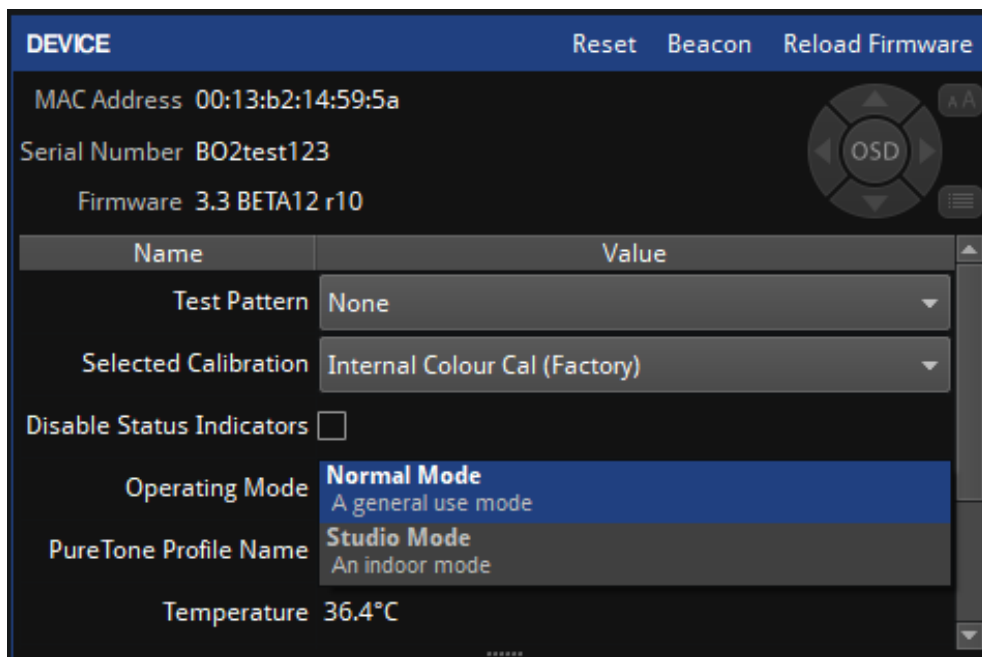 DEVICE Reset Beacon Reload Firmware
MAC Address 00:13:b2:14:59:5a
A A
Serial Number BO2test123
OSD
Firmware 3.3 BETA12 r10
Name Value
Test Pattern None
Selected Calibration Internal Colour Cal (Factory)
Disable Status Indicators
Operating Mode Normal Mode
A general use mode
PureTone Profile Name Studio Mode
An indoor mode
Temperature 36.4°C